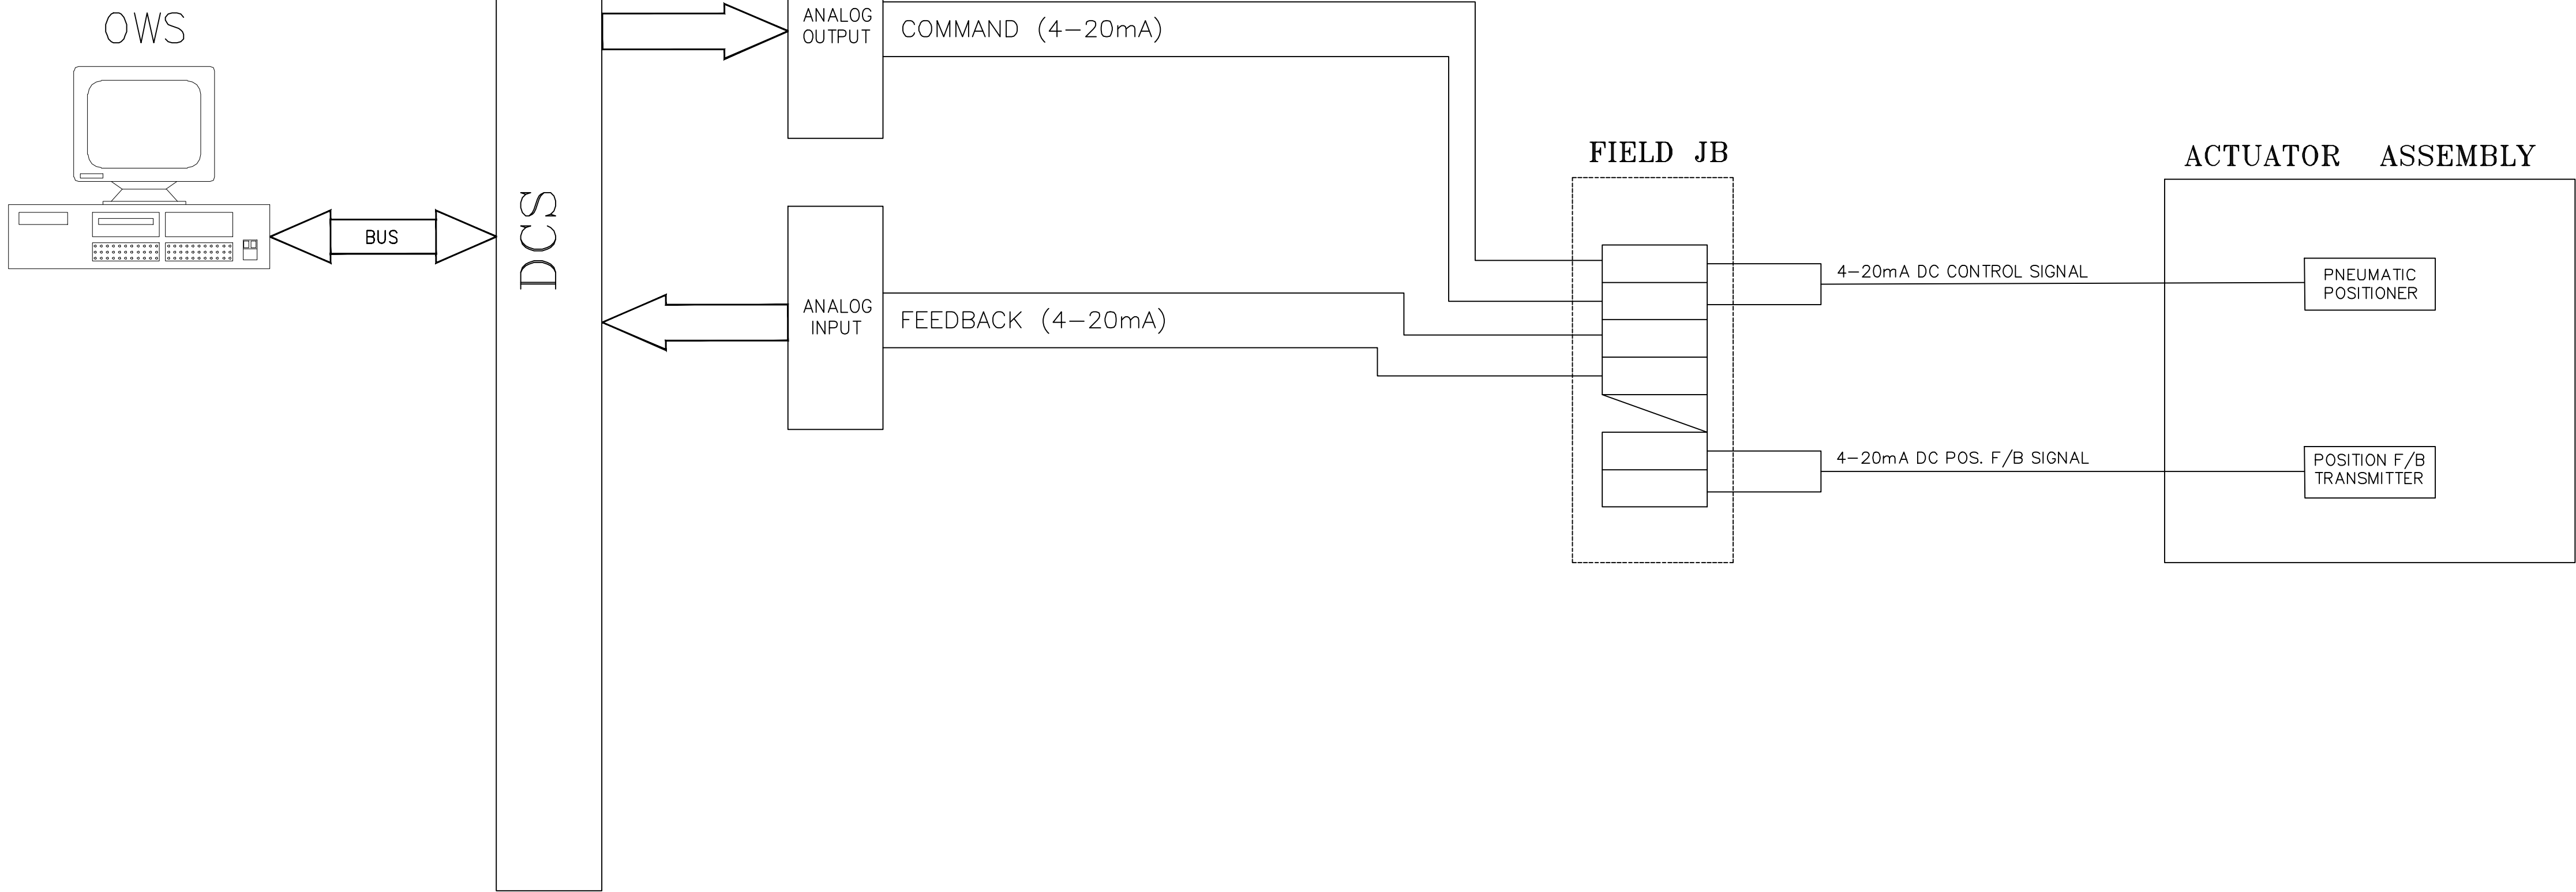 OWS
BUS
DCS
ANALOG
OUTPUT
COMMAND (4-20mA)
ANALOG
INPUT
FEEDBACK (4-20mA)
FIELD JB
4-20mA DC CONTROL SIGNAL
4-20mA DC POS. F/B SIGNAL
ACTUATOR ASSEMBLY
PNEUMATIC
POSITIONER
POSITION F/B
TRANSMITTER